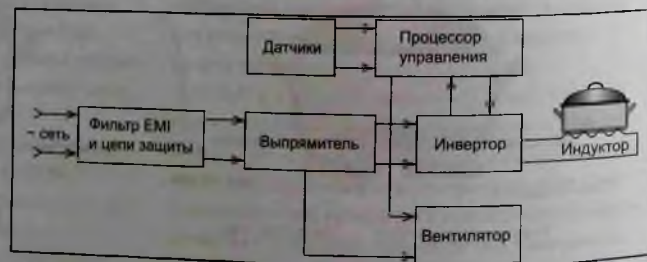 Датчики
Процессор
управления
~ сеть
Фильтр EMI
и цепи защиты
Выпрямитель
Инвертор
Индуктор
Вентилятор